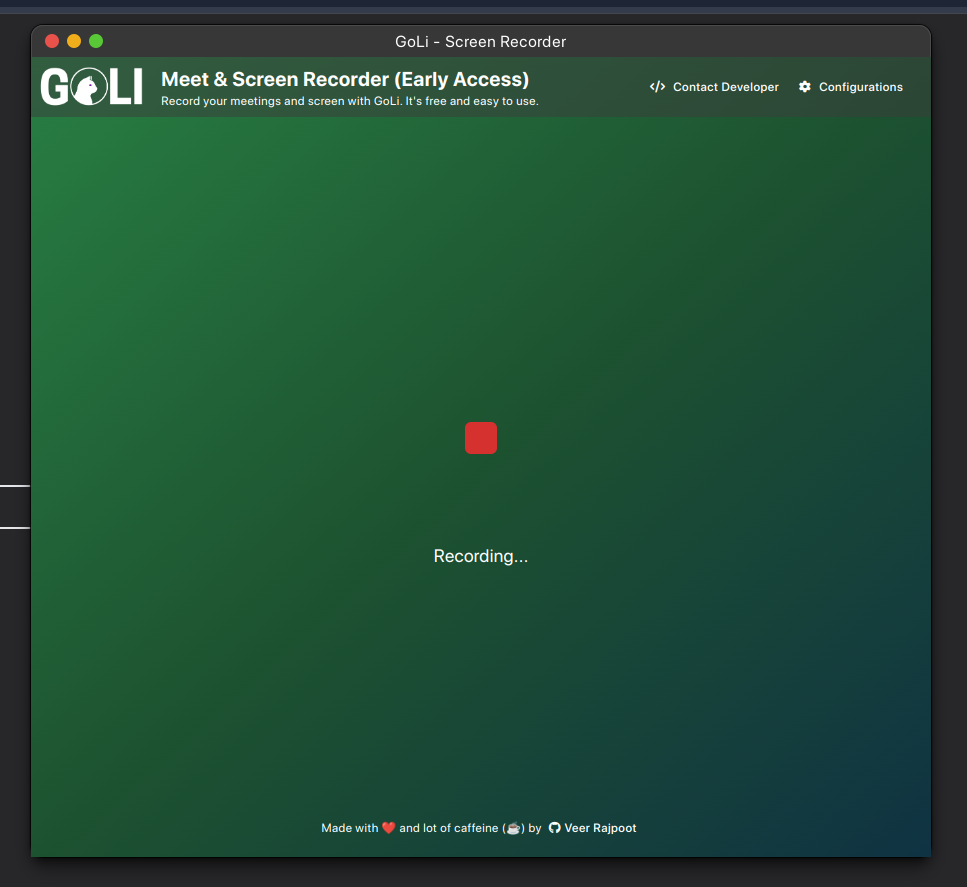 GoLi - Screen Recorder
GOLI
Meet & Screen Recorder (Early Access)
Record your meetings and screen with GoLi. It's free and easy to use.
</> Contact Developer
Configurations
Recording...
Made with ❤️ and lot of caffeine (☕) by Veer Rajpoot